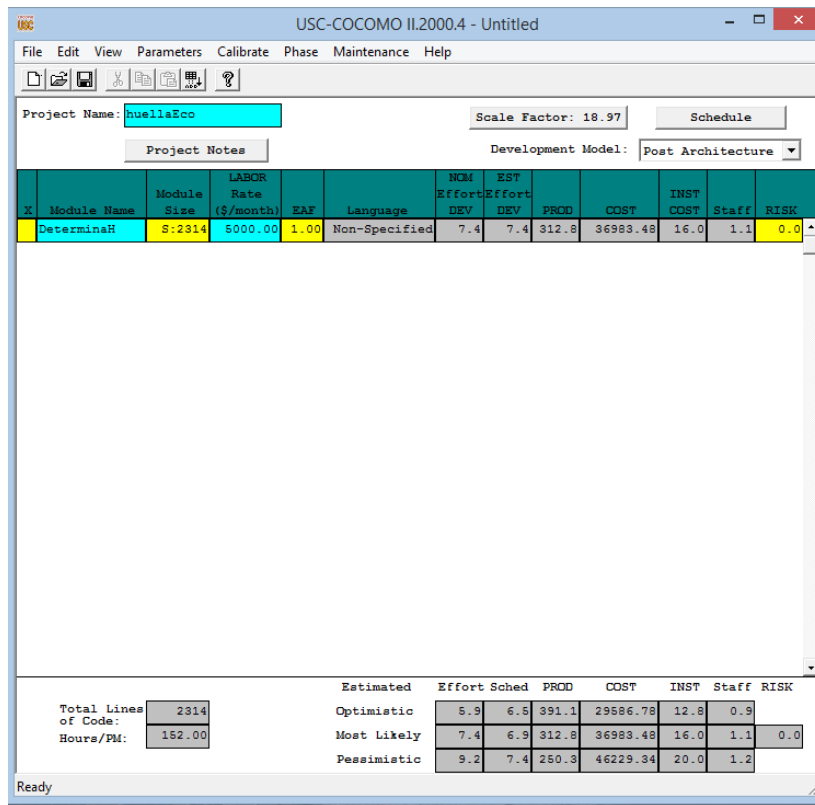 USC-COCOMO II.2000.4 - Untitled
File Edit View Parameters Calibrate Phase Maintenance Help
Project Name: huellaEco Scale Factor: 18.97 Schedule
Project Notes Development Model: Post Architecture
X Module Name Module Size LABOR Rate ($/month) EAF Language NOM Effort DEV EST Effort DEV PROD COST INST COST Staff RISK
DeterminaH S:2314 5000.00 1.00 Non-Specified 7.4 7.4 312.8 36983.48 16.0 1.1 0.0
Estimated Effort Sched PROD COST INST Staff RISK
Total Lines of Code: 2314 Optimistic 5.9 6.5 391.1 29586.78 12.8 0.9
Hours/PM: 152.00 Most Likely 7.4 6.9 312.8 36983.48 16.0 1.1 0.0
Pessimistic 9.2 7.4 250.3 46229.34 20.0 1.2
Ready